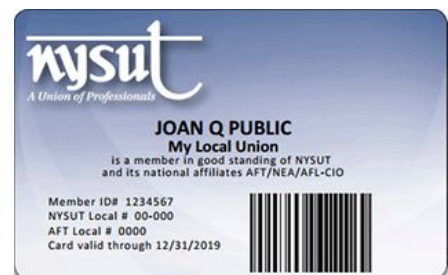 nysut
A Union of Professionals
JOAN Q PUBLIC
My Local Union
is a member in good standing of NYSUT
and its national affiliates AFT/NEA/AFL-CIO
Member ID# 1234567
NYSUT Local # 00-000
AFT Local # 0000
Card valid through 12/31/2019